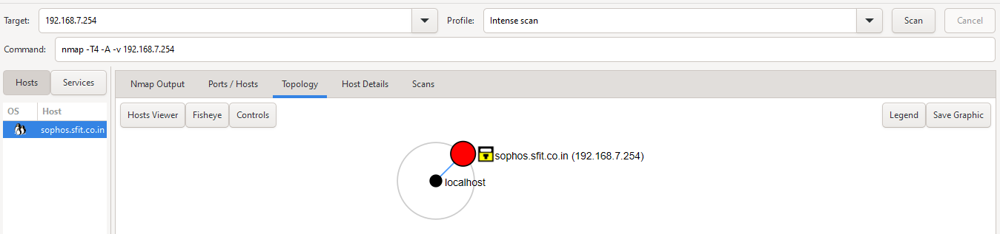 Target: 192.168.7.254 Profile: Intense scan Scan Cancel
Command: nmap -T4 -A -v 192.168.7.254
Hosts Services Nmap Output Ports / Hosts Topology Host Details Scans
OS Host Hosts Viewer Fisheye Controls Legend Save Graphic
sophos.sfit.co.in
sophos.sfit.co.in (192.168.7.254)
localhost